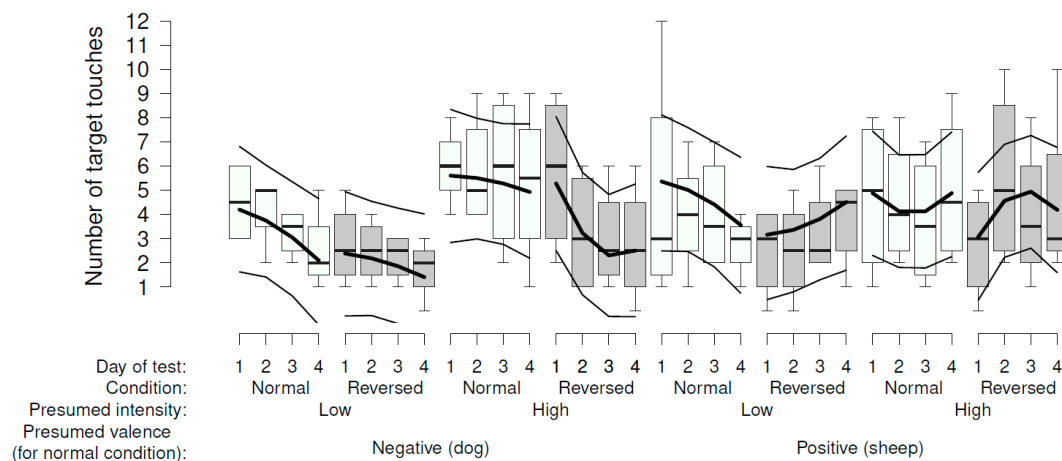 Number of target touches
12
11
10
9
8
7
6
5
4
3
2
1
Day of test: 1 2 3 4 1 2 3 4 1 2 3 4 1 2 3 4 1 2 3 4 1 2 3 4 1 2 3 4 1 2 3 4
Condition: Normal Reversed Normal Reversed Normal Reversed Normal Reversed
Presumed intensity: Low High Low High
Presumed valence
(for normal condition): Negative (dog) Positive (sheep)